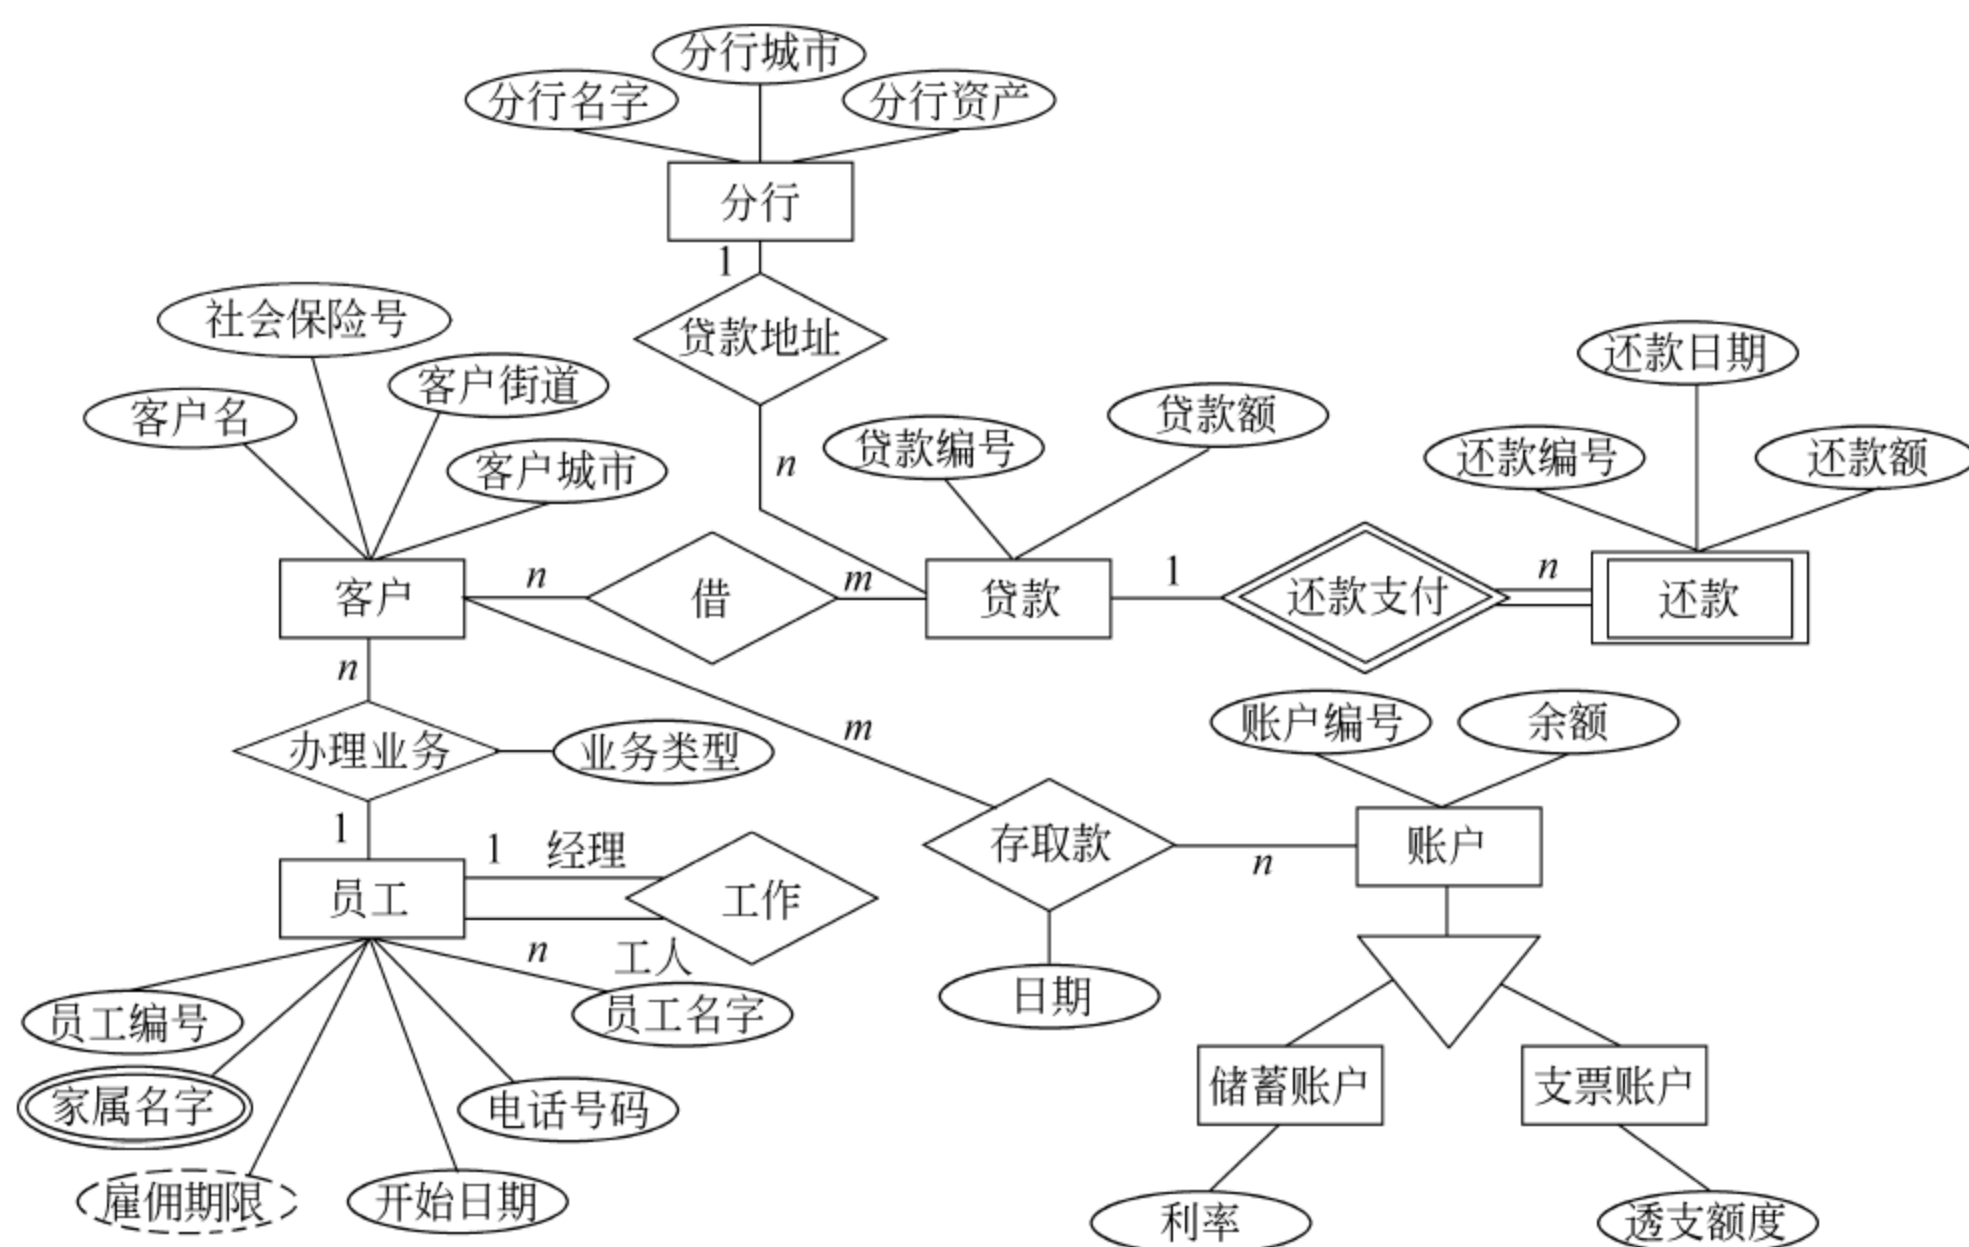 分行城市
分行名字
分行资产
分行
1
贷款地址
n
社会保险号
客户名
客户街道
客户城市
贷款编号
贷款额
还款日期
还款编号
还款额
客户
n
借
m
贷款
1
还款支付
n
还款
n
办理业务
业务类型
1
m
账户编号
余额
存取款
n
账户
日期
员工
1
经理
工作
n
工人
员工编号
员工名字
家属名字
电话号码
雇佣期限
开始日期
储蓄账户
支票账户
利率
透支额度